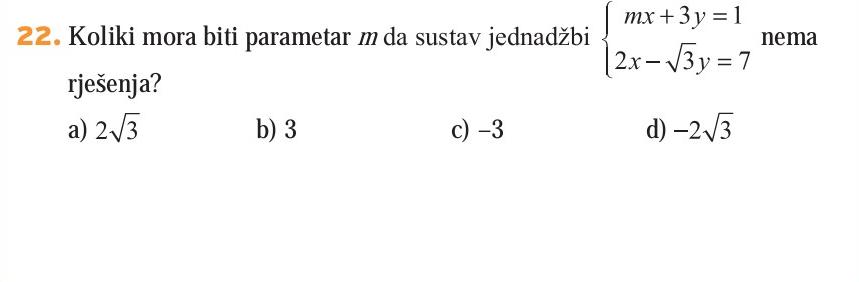 22. Koliki mora biti parametar m da sustav jednadžbi { mx + 3y = 1
2x − √3y = 7 nema
rješenja?
a) 2√3 b) 3 c) –3 d) –2√3